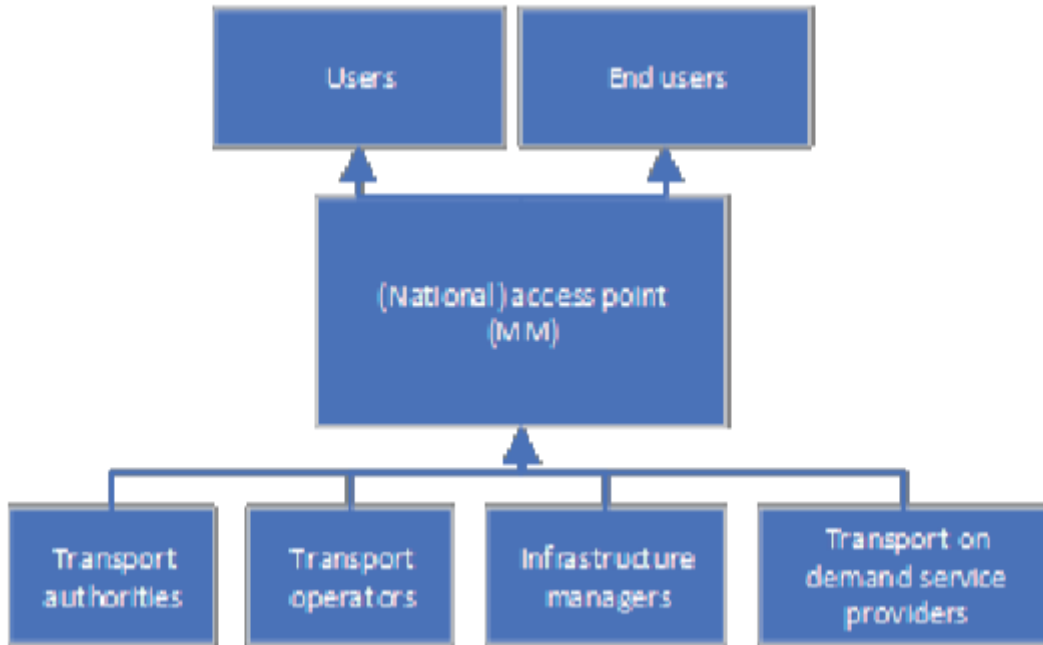 Users
End users
(National) access point
(MM)
Transport
authorities
Transport
operators
Infrastructure
managers
Transport on
demand service
providers